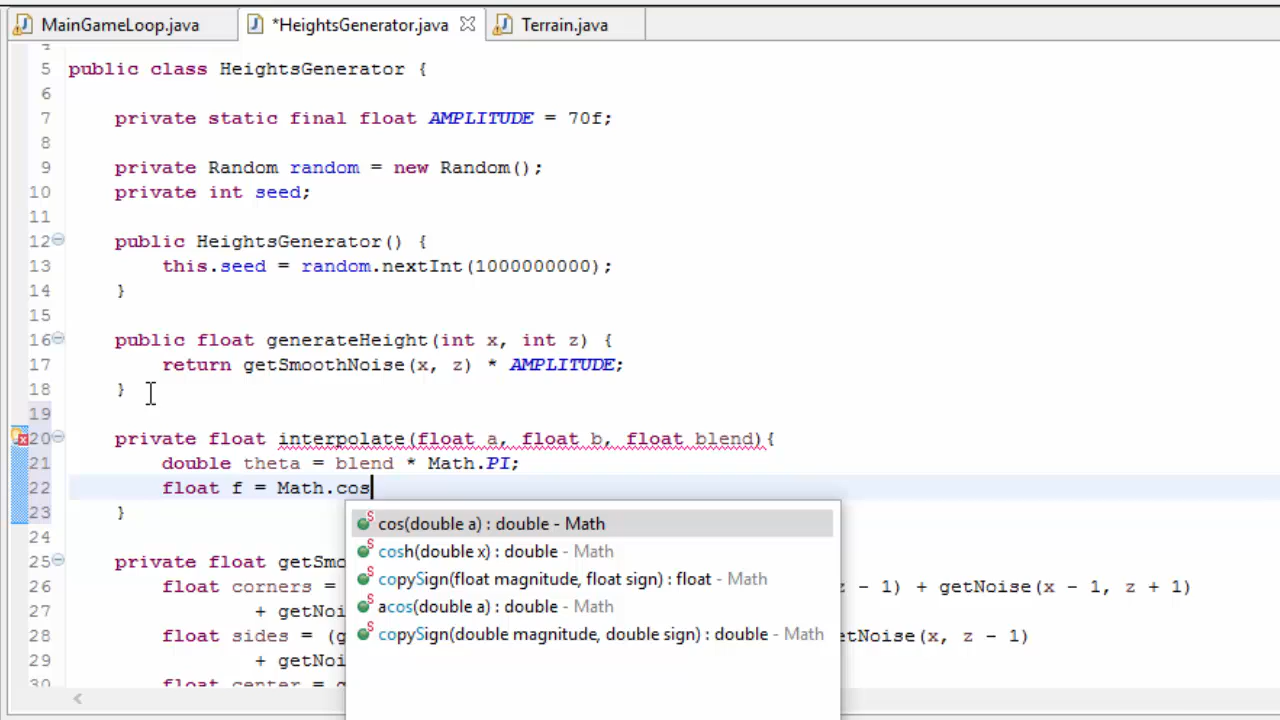 MainGameLoop.java
*HeightsGenerator.java
Terrain.java
5 public class HeightsGenerator {
6
7 private static final float AMPLITUDE = 70f;
8
9 private Random random = new Random();
10 private int seed;
11
12 public HeightsGenerator() {
13 this.seed = random.nextInt(1000000000);
14 }
15
16 public float generateHeight(int x, int z) {
17 return getSmoothNoise(x, z) * AMPLITUDE;
18 }
19
20 private float interpolate(float a, float b, float blend){
21 double theta = blend * Math.PI;
22 float f = Math.cos
23 }
24
25 private float getSmo
26 float corners = z - 1) + getNoise(x - 1, z + 1)
27 + getNoi
28 float sides = (g etNoise(x, z - 1)
29 + getNoi
30 float center = g
cos(double a) : double - Math
cosh(double x) : double - Math
copySign(float magnitude, float sign) : float - Math
acos(double a) : double - Math
copySign(double magnitude, double sign) : double - Math